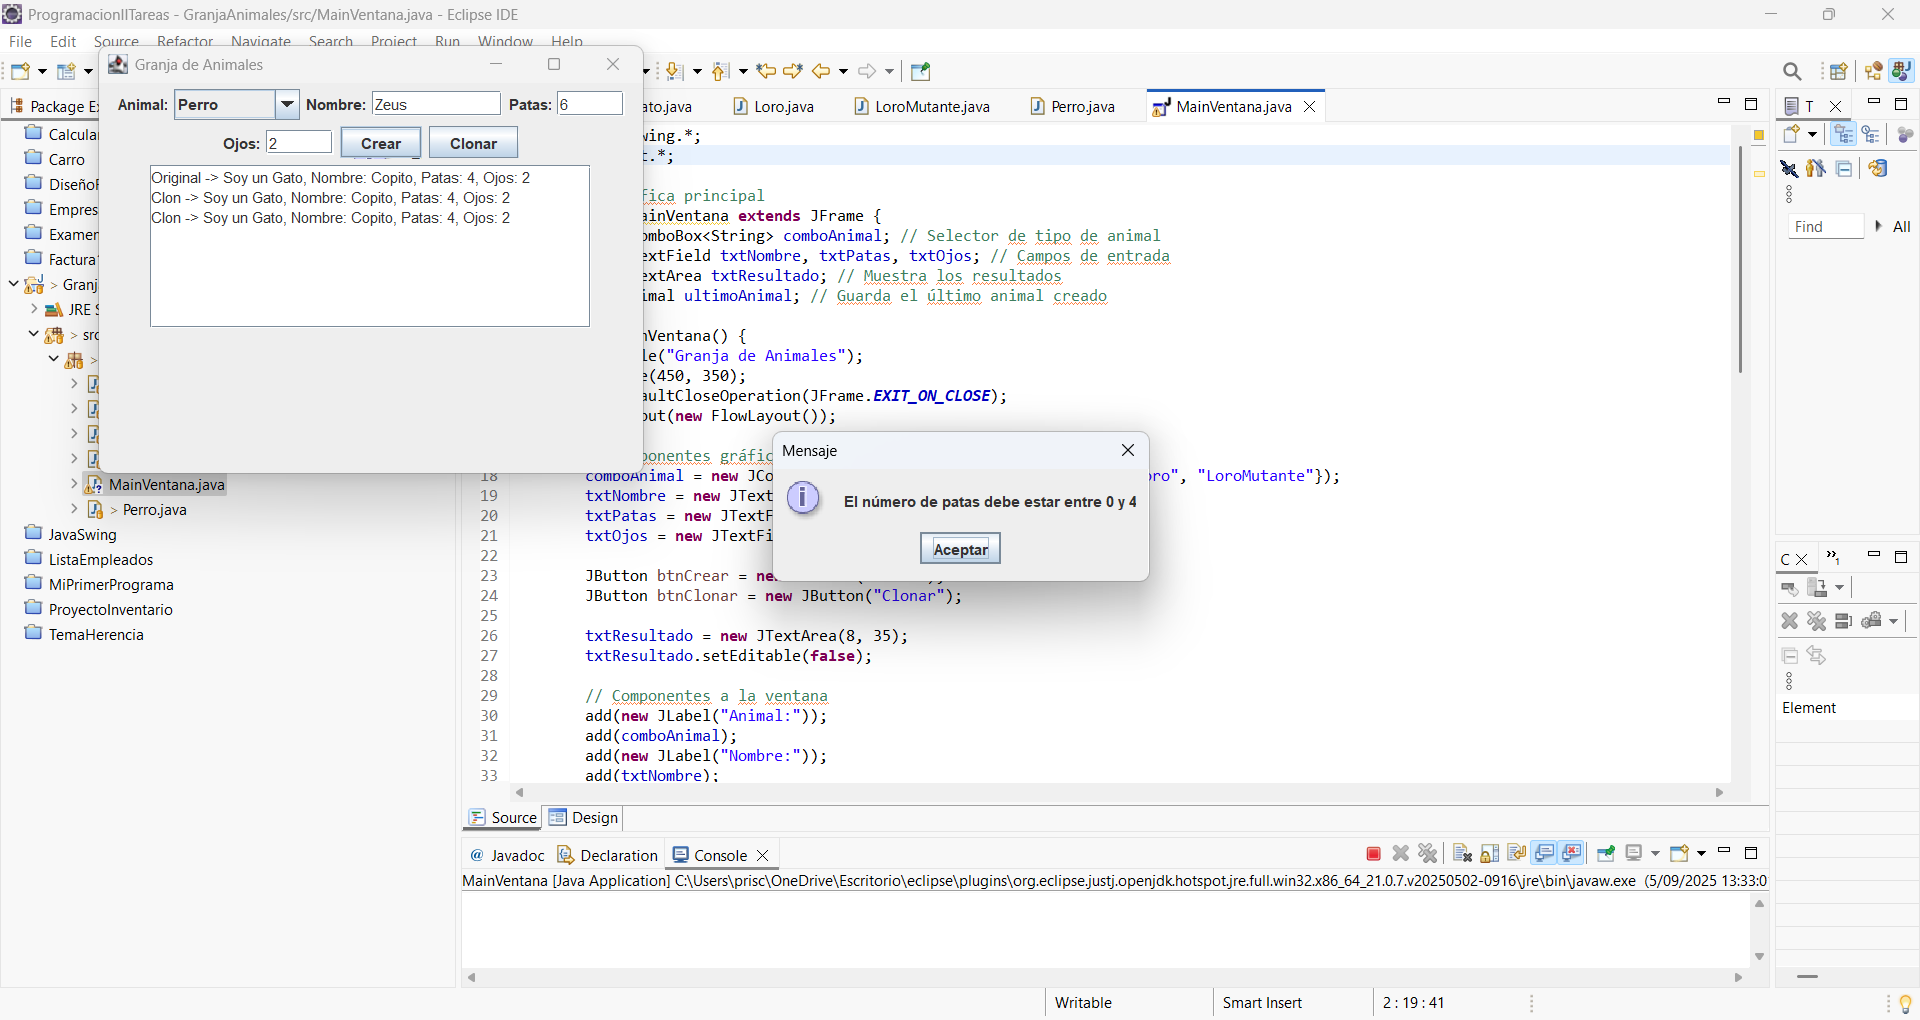 ProgramacionIITareas - GranjaAnimales/src/MainVentana.java - Eclipse IDE
File Edit Source Refactor Navigate Search Project Run Window Help
Granja de Animales
Animal: Perro Nombre: Zeus Patas: 6
Ojos: 2 Crear Clonar
Original -> Soy un Gato, Nombre: Copito, Patas: 4, Ojos: 2
Clon -> Soy un Gato, Nombre: Copito, Patas: 4, Ojos: 2
Clon -> Soy un Gato, Nombre: Copito, Patas: 4, Ojos: 2
Package E
Calcula
Carro
Diseño
Empres
Examen
Factura
> Granj
JRE S
> src
>
MainVentana.java
> Perro.java
JavaSwing
ListaEmpleados
MiPrimerPrograma
ProyectoInventario
TemaHerencia
ato.java Loro.java LoroMutante.java Perro.java MainVentana.java
wing.*;
t.*;
fica principal
ainVentana extends JFrame {
omboBox<String> comboAnimal; // Selector de tipo de animal
extField txtNombre, txtPatas, txtOjos; // Campos de entrada
extArea txtResultado; // Muestra los resultados
imal ultimoAnimal; // Guarda el último animal creado
nVentana() {
le("Granja de Animales");
e(450, 350);
aultCloseOperation(JFrame.EXIT_ON_CLOSE);
out(new FlowLayout());
ponentes gráfic
18 comboAnimal = new JCo oro", "LoroMutante"});
19 txtNombre = new JText
20 txtPatas = new JTextF
21 txtOjos = new JTextFi
22
23 JButton btnCrear = ne
24 JButton btnClonar = new JButton("Clonar");
25
26 txtResultado = new JTextArea(8, 35);
27 txtResultado.setEditable(false);
28
29 // Componentes a la ventana
30 add(new JLabel("Animal:"));
31 add(comboAnimal);
32 add(new JLabel("Nombre:"));
33 add(txtNombre);
Mensaje
El número de patas debe estar entre 0 y 4
Aceptar
Source Design
@ Javadoc Declaration Console
MainVentana [Java Application] C:\Users\prisc\OneDrive\Escritorio\eclipse\plugins\org.eclipse.justj.openjdk.hotspot.jre.full.win32.x86_64_21.0.7.v20250502-0916\jre\bin\javaw.exe (5/09/2025 13:33:0
T
Find All
C
1
Element
Writable Smart Insert 2 : 19 : 41